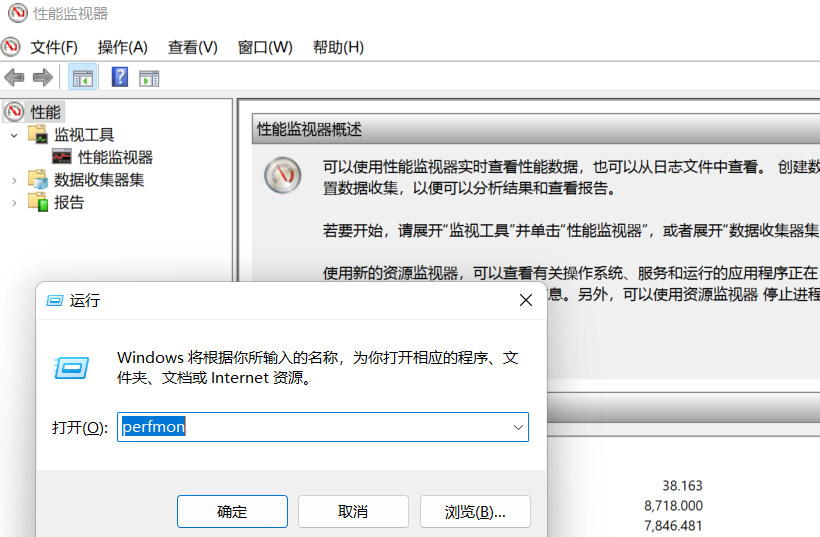 性能监视器
文件(F) 操作(A) 查看(V) 窗口(W) 帮助(H)
性能
监视工具
性能监视器
数据收集器集
报告
性能监视器概述
可以使用性能监视器实时查看性能数据，也可以从日志文件中查看。 创建数
置数据收集，以便可以分析结果和查看报告。
若要开始，请展开“监视工具”并单击“性能监视器”，或者展开“数据收集器集
使用新的资源监视器，可以查看有关操作系统、服务和运行的应用程序正在
息。另外，可以使用资源监视器 停止进程
38.163
8,718.000
7,846.481
运行
Windows 将根据你所输入的名称，为你打开相应的程序、文
件夹、文档或 Internet 资源。
打开(O): perfmon
确定 取消 浏览(B)...